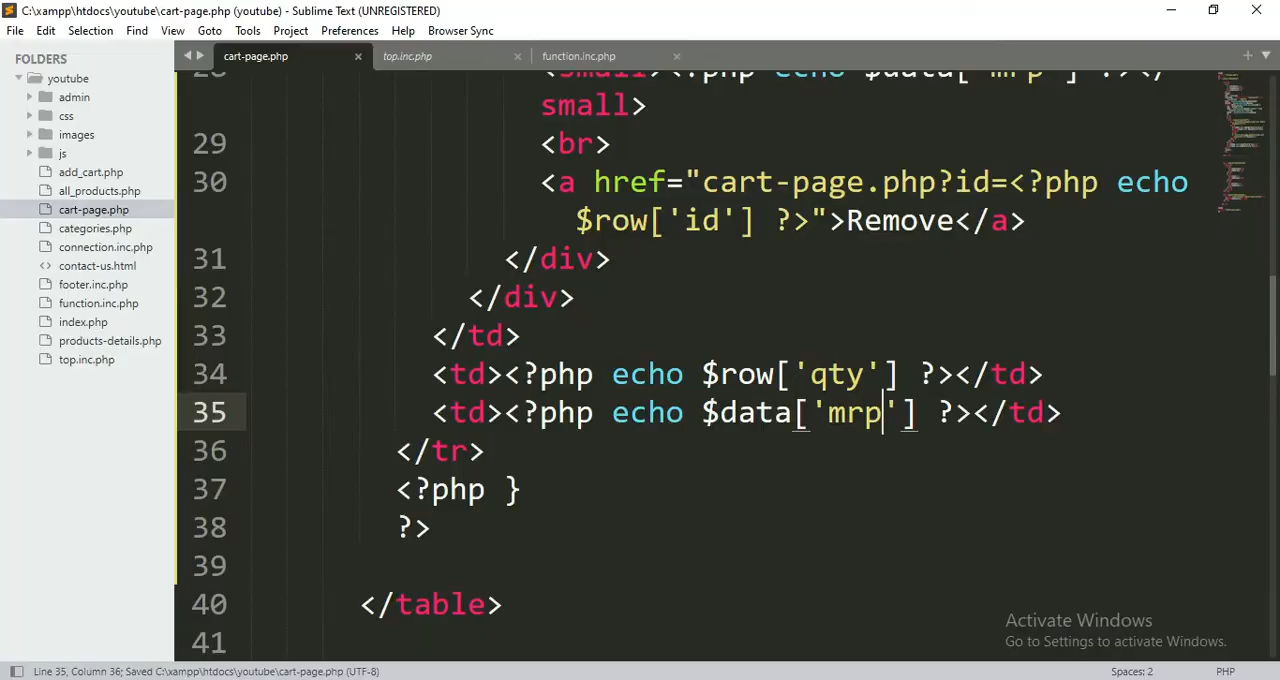 C:\xampp\htdocs\youtube\cart-page.php (youtube) - Sublime Text (UNREGISTERED)
File Edit Selection Find View Goto Tools Project Preferences Help Browser Sync
FOLDERS
youtube
admin
css
images
js
add_cart.php
all_products.php
cart-page.php
categories.php
connection.inc.php
contact-us.html
footer.inc.php
function.inc.php
index.php
products-details.php
top.inc.php
cart-page.php top.inc.php function.inc.php
28 <small><?php echo $data['mrp'] ?></
small>
29 <br>
30 <a href="cart-page.php?id=<?php echo
$row['id'] ?>">Remove</a>
31 </div>
32 </div>
33 </td>
34 <td><?php echo $row['qty'] ?></td>
35 <td><?php echo $data['mrp'] ?></td>
36 </tr>
37 <?php }
38 ?>
39
40 </table>
41
Activate Windows
Go to Settings to activate Windows.
Line 35, Column 36; Saved C:\xampp\htdocs\youtube\cart-page.php (UTF-8) Spaces: 2 PHP